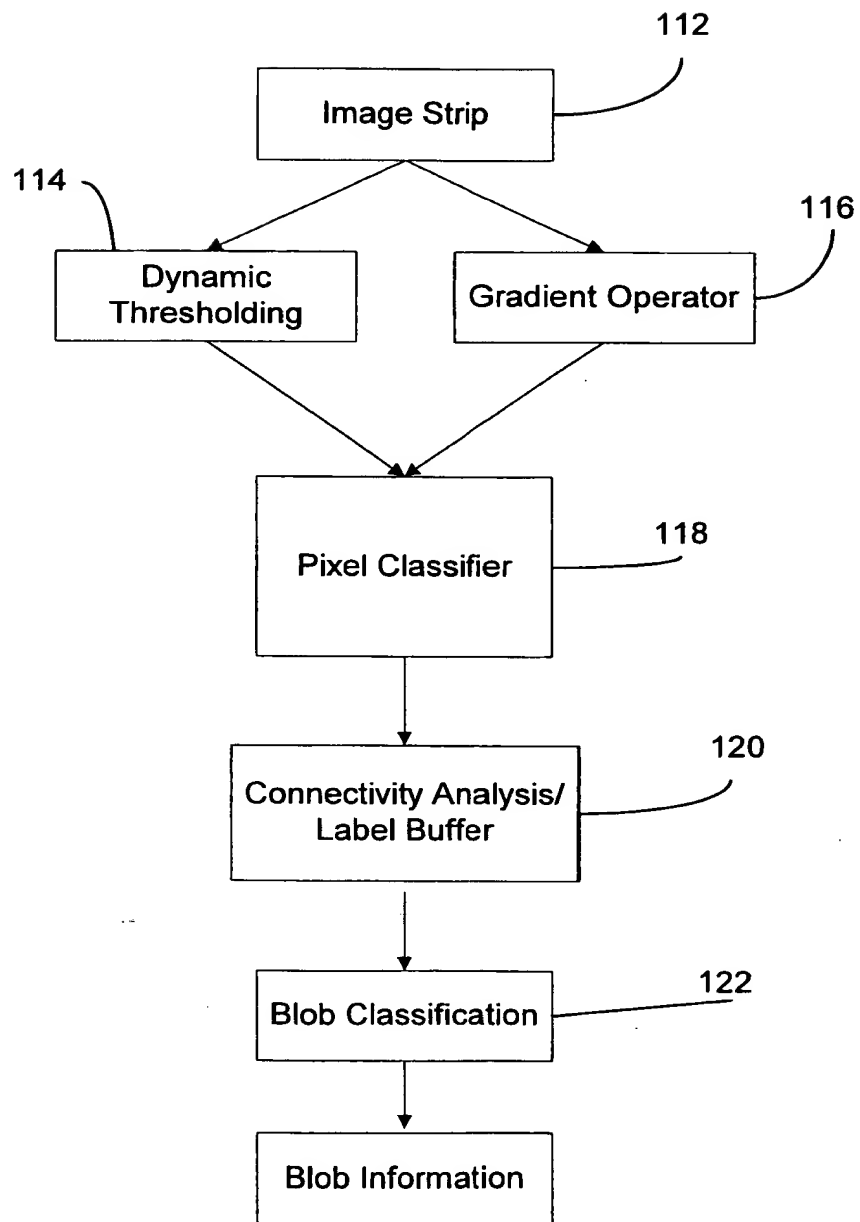 112
Image Strip
114
116
Dynamic
Thresholding
Gradient Operator
118
Pixel Classifier
120
Connectivity Analysis/
Label Buffer
122
Blob Classification
Blob Information